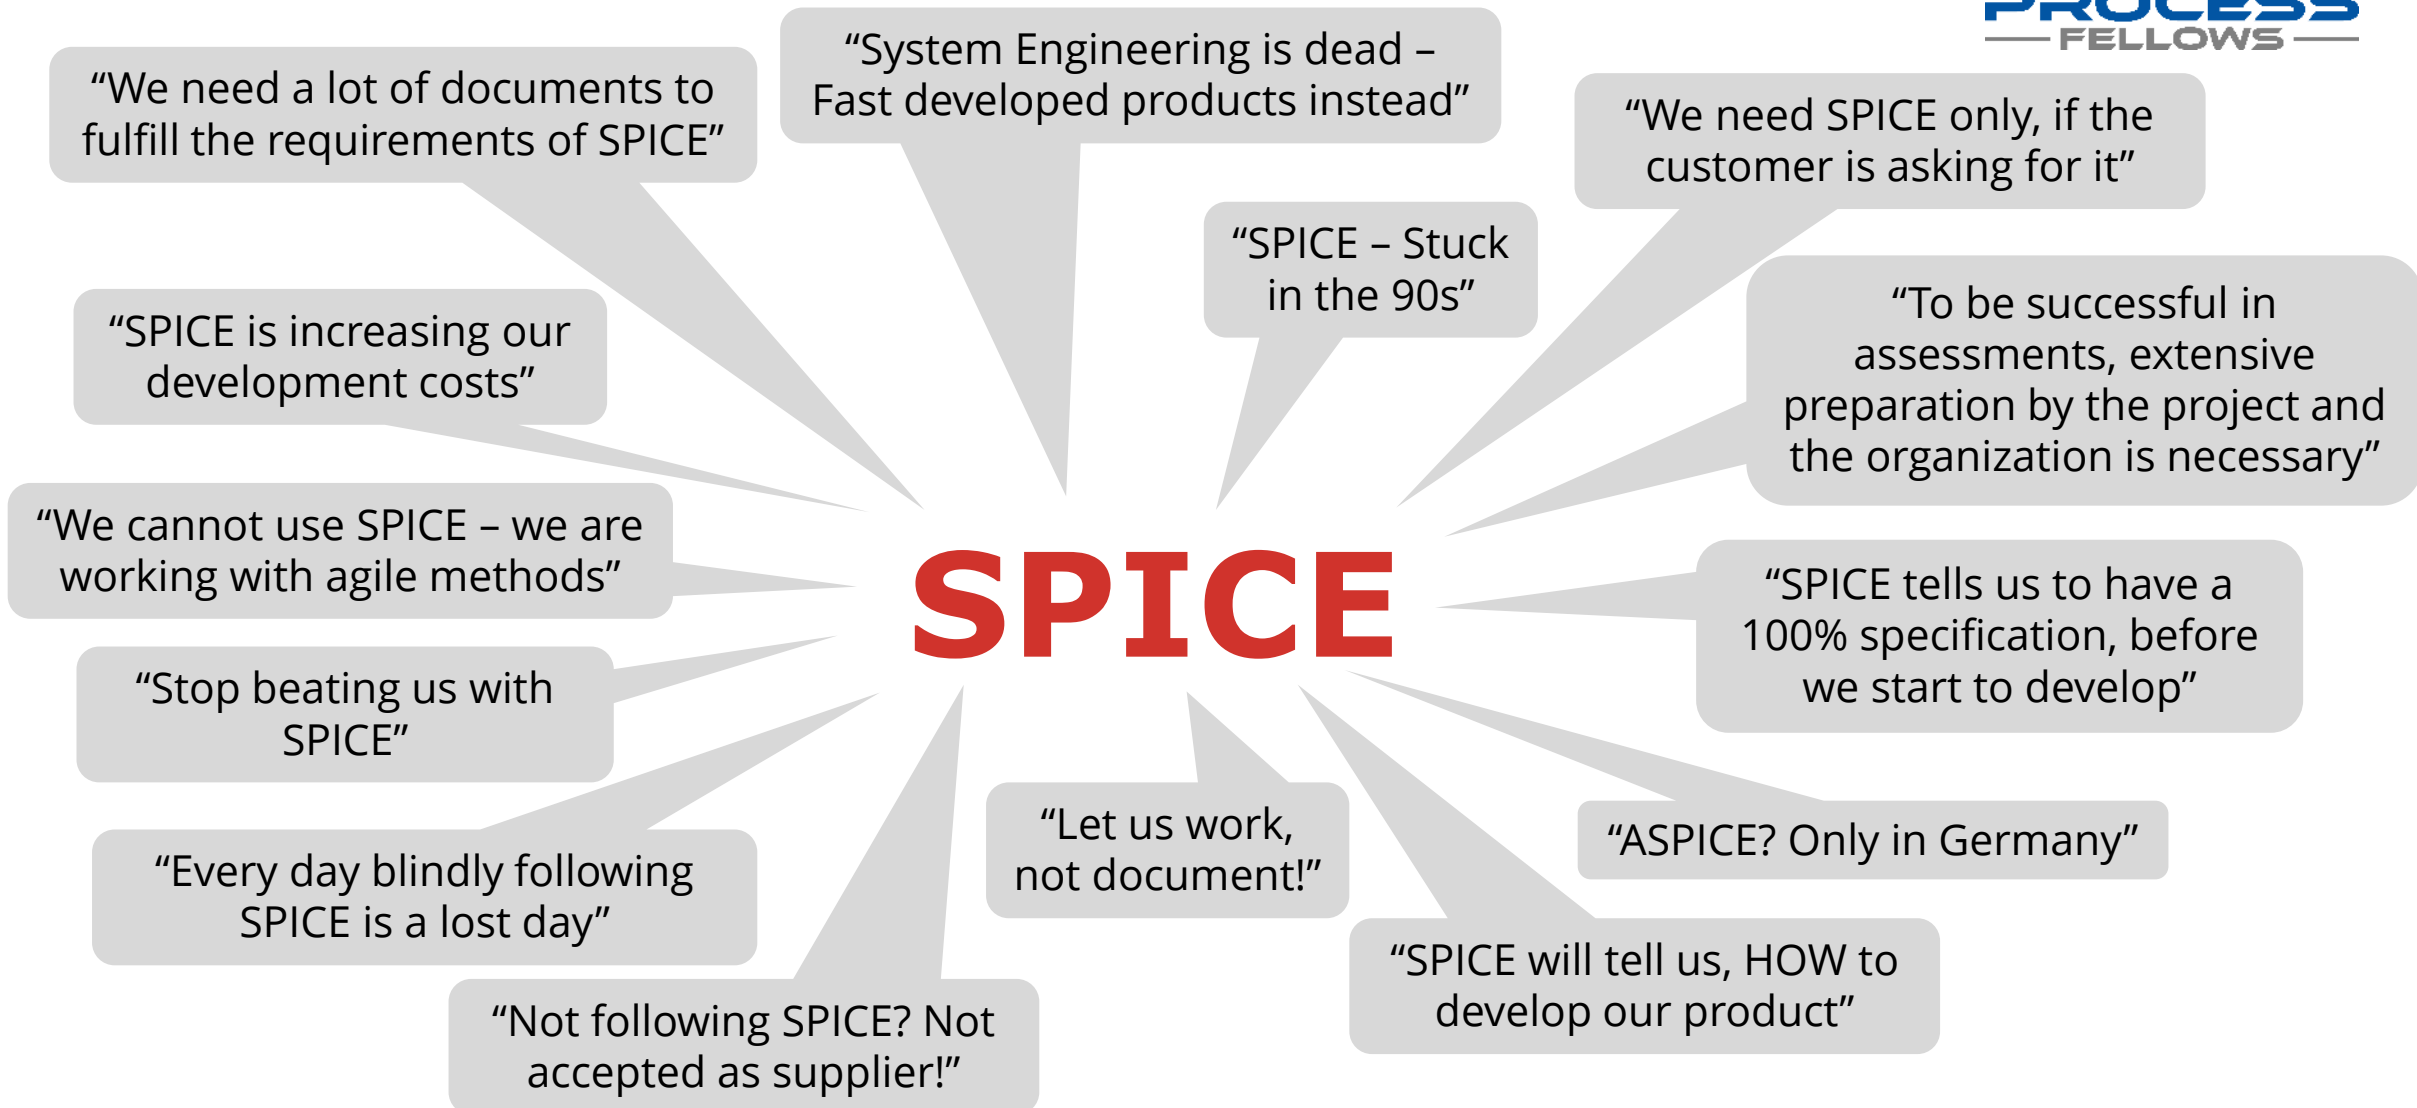 PROCESS
FELLOWS
“System Engineering is dead –
Fast developed products instead”
“We need a lot of documents to
fulfill the requirements of SPICE”
“We need SPICE only, if the
customer is asking for it”
“SPICE – Stuck
in the 90s”
“SPICE is increasing our
development costs”
“To be successful in
assessments, extensive
preparation by the project and
the organization is necessary”
“We cannot use SPICE – we are
working with agile methods”
SPICE
“SPICE tells us to have a
100% specification, before
we start to develop”
“Stop beating us with
SPICE”
“Let us work,
not document!”
“ASPICE? Only in Germany”
“Every day blindly following
SPICE is a lost day”
“SPICE will tell us, HOW to
develop our product”
“Not following SPICE? Not
accepted as supplier!”